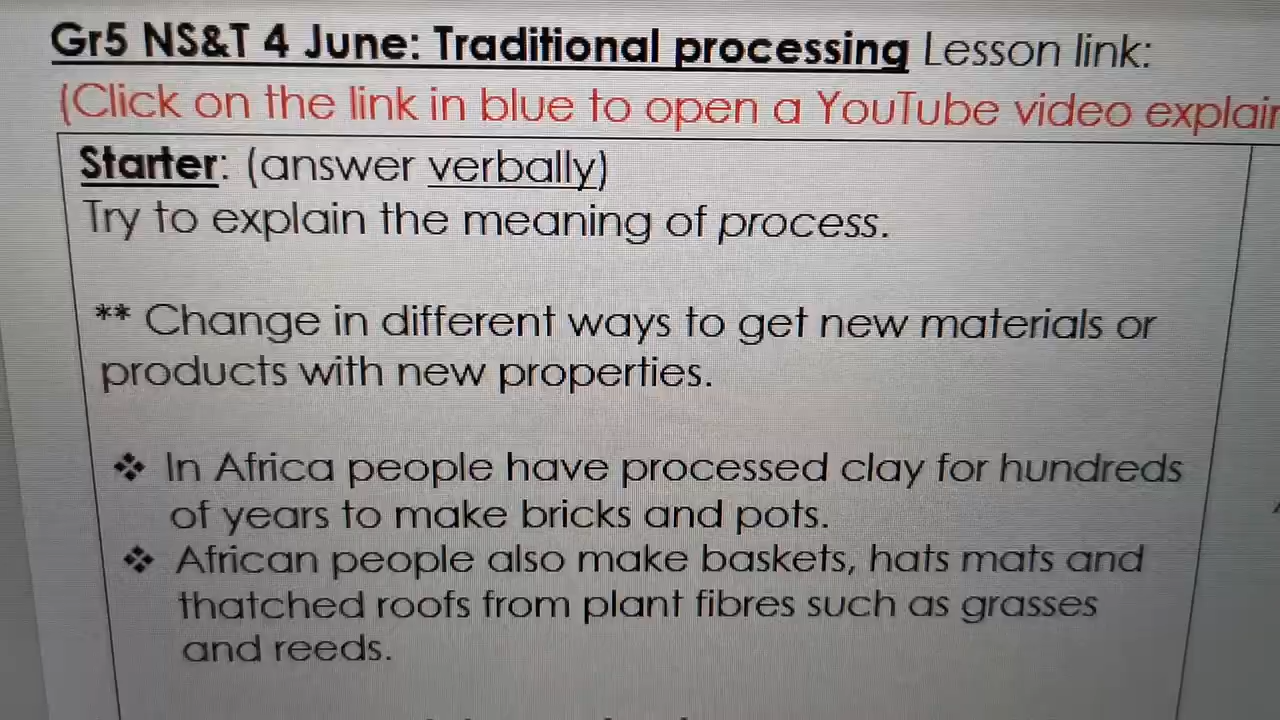 Gr5 NS&T 4 June: Traditional processing Lesson link:
(Click on the link in blue to open a YouTube video explain
Starter: (answer verbally)
Try to explain the meaning of process.
** Change in different ways to get new materials or
products with new properties.
❖ In Africa people have processed clay for hundreds
of years to make bricks and pots.
❖ African people also make baskets, hats mats and
thatched roofs from plant fibres such as grasses
and reeds.